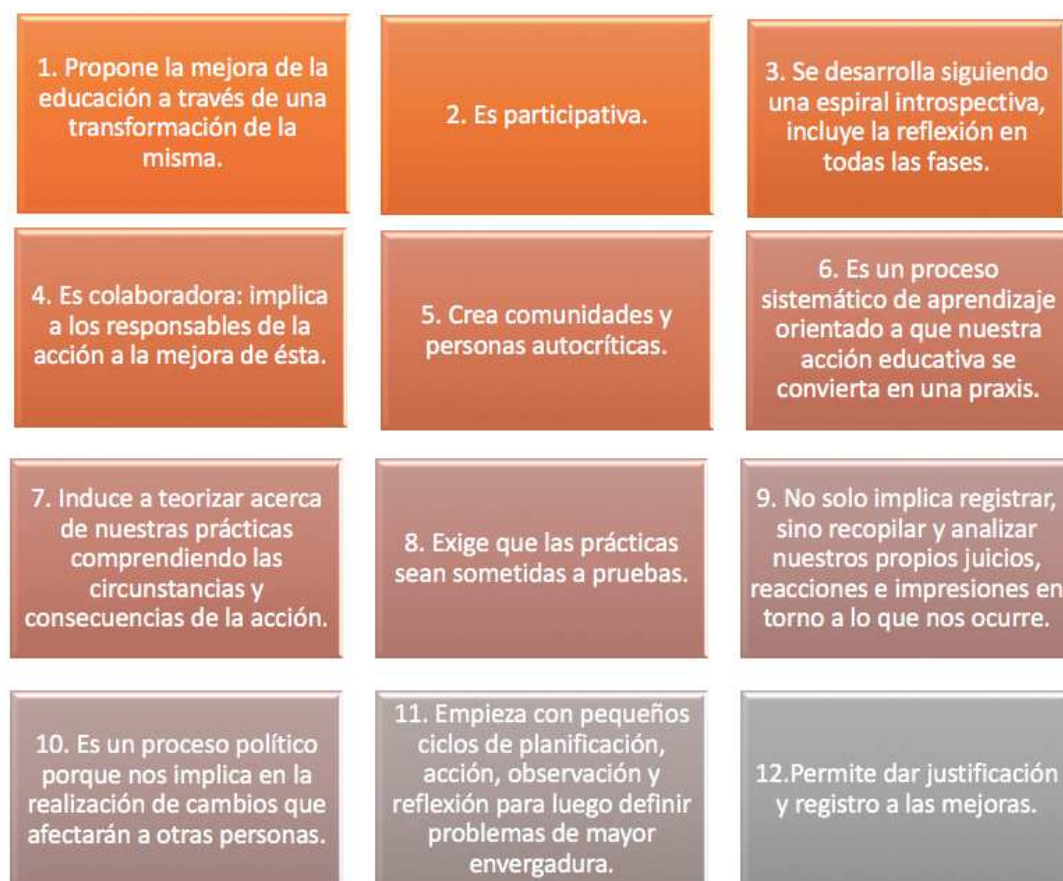 1. Propone la mejora de la
educación a través de una
transformación de la
misma.
2. Es participativa.
3. Se desarrolla siguiendo
una espiral introspectiva,
incluye la reflexión en
todas las fases.
4. Es colaboradora: implica
a los responsables de la
acción a la mejora de ésta.
5. Crea comunidades y
personas autocríticas.
6. Es un proceso
sistemático de aprendizaje
orientado a que nuestra
acción educativa se
convierta en una praxis.
7. Induce a teorizar acerca
de nuestras prácticas
comprendiendo las
circunstancias y
consecuencias de la acción.
8. Exige que las prácticas
sean sometidas a pruebas.
9. No solo implica registrar,
sino recopilar y analizar
nuestros propios juicios,
reacciones e impresiones en
torno a lo que nos ocurre.
10. Es un proceso político
porque nos implica en la
realización de cambios que
afectarán a otras personas.
11. Empieza con pequeños
ciclos de planificación,
acción, observación y
reflexión para luego definir
problemas de mayor
envergadura.
12.Permite dar justificación
y registro a las mejoras.